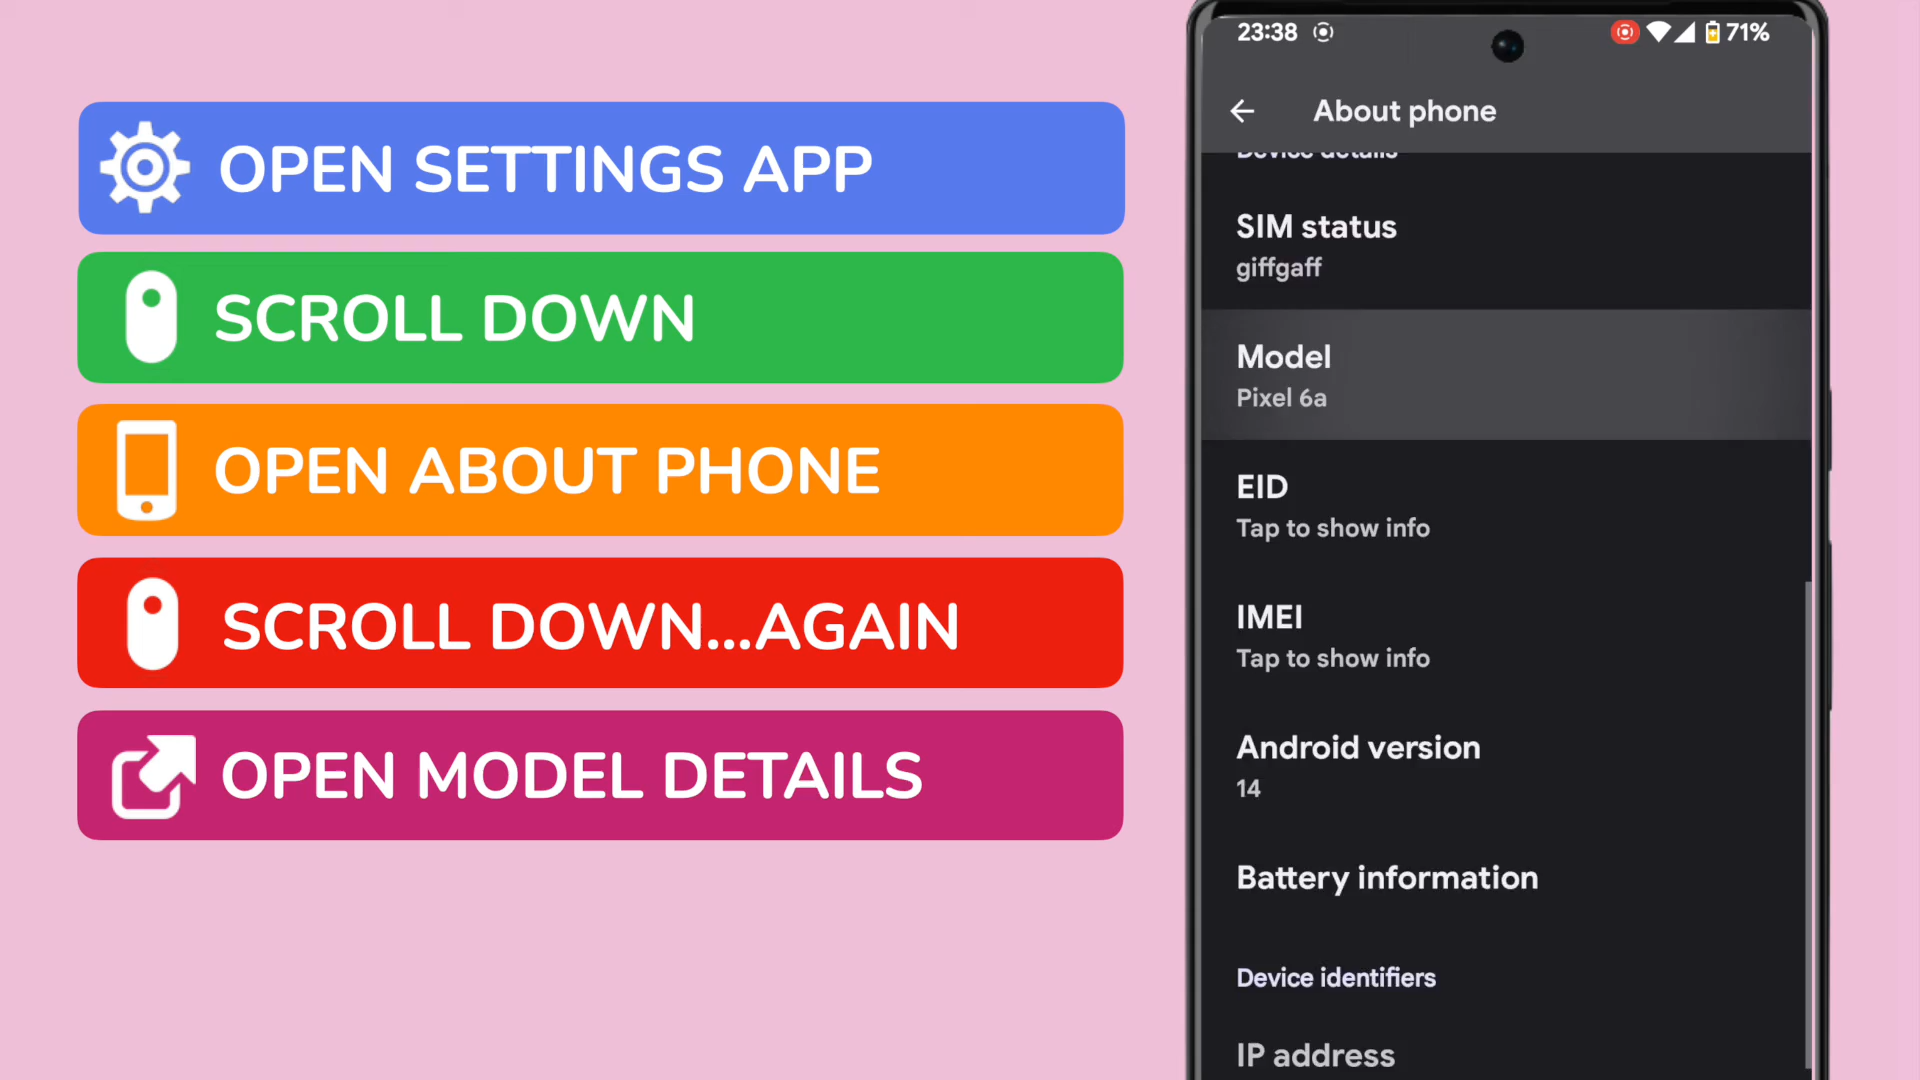 OPEN SETTINGS APP
SCROLL DOWN
OPEN ABOUT PHONE
SCROLL DOWN...AGAIN
OPEN MODEL DETAILS
23:38
71%
About phone
Device details
SIM status
giffgaff
Model
Pixel 6a
EID
Tap to show info
IMEI
Tap to show info
Android version
14
Battery information
Device identifiers
IP address